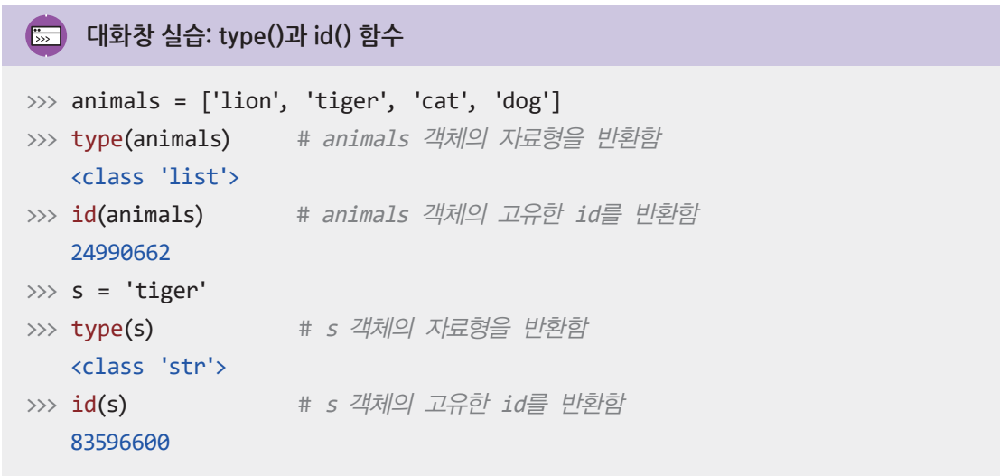 >>> 대화창 실습: type()과 id() 함수
>>> animals = ['lion', 'tiger', 'cat', 'dog']
>>> type(animals) # animals 객체의 자료형을 반환함
<class 'list'>
>>> id(animals) # animals 객체의 고유한 id를 반환함
24990662
>>> s = 'tiger'
>>> type(s) # s 객체의 자료형을 반환함
<class 'str'>
>>> id(s) # s 객체의 고유한 id를 반환함
83596600